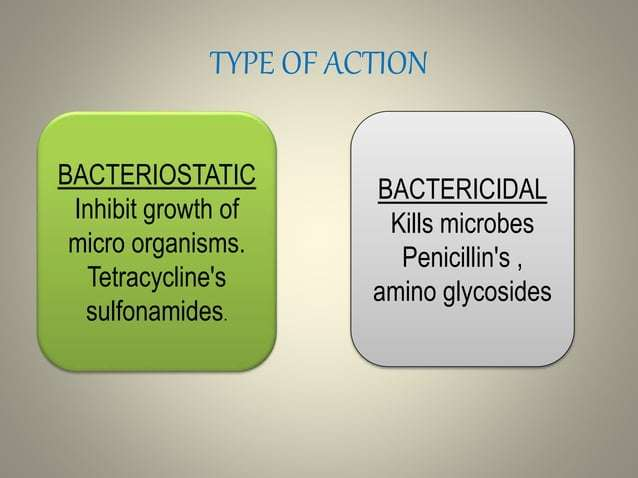 TYPE OF ACTION
BACTERIOSTATIC
Inhibit growth of
micro organisms.
Tetracycline's
sulfonamides.
BACTERICIDAL
Kills microbes
Penicillin's ,
amino glycosides